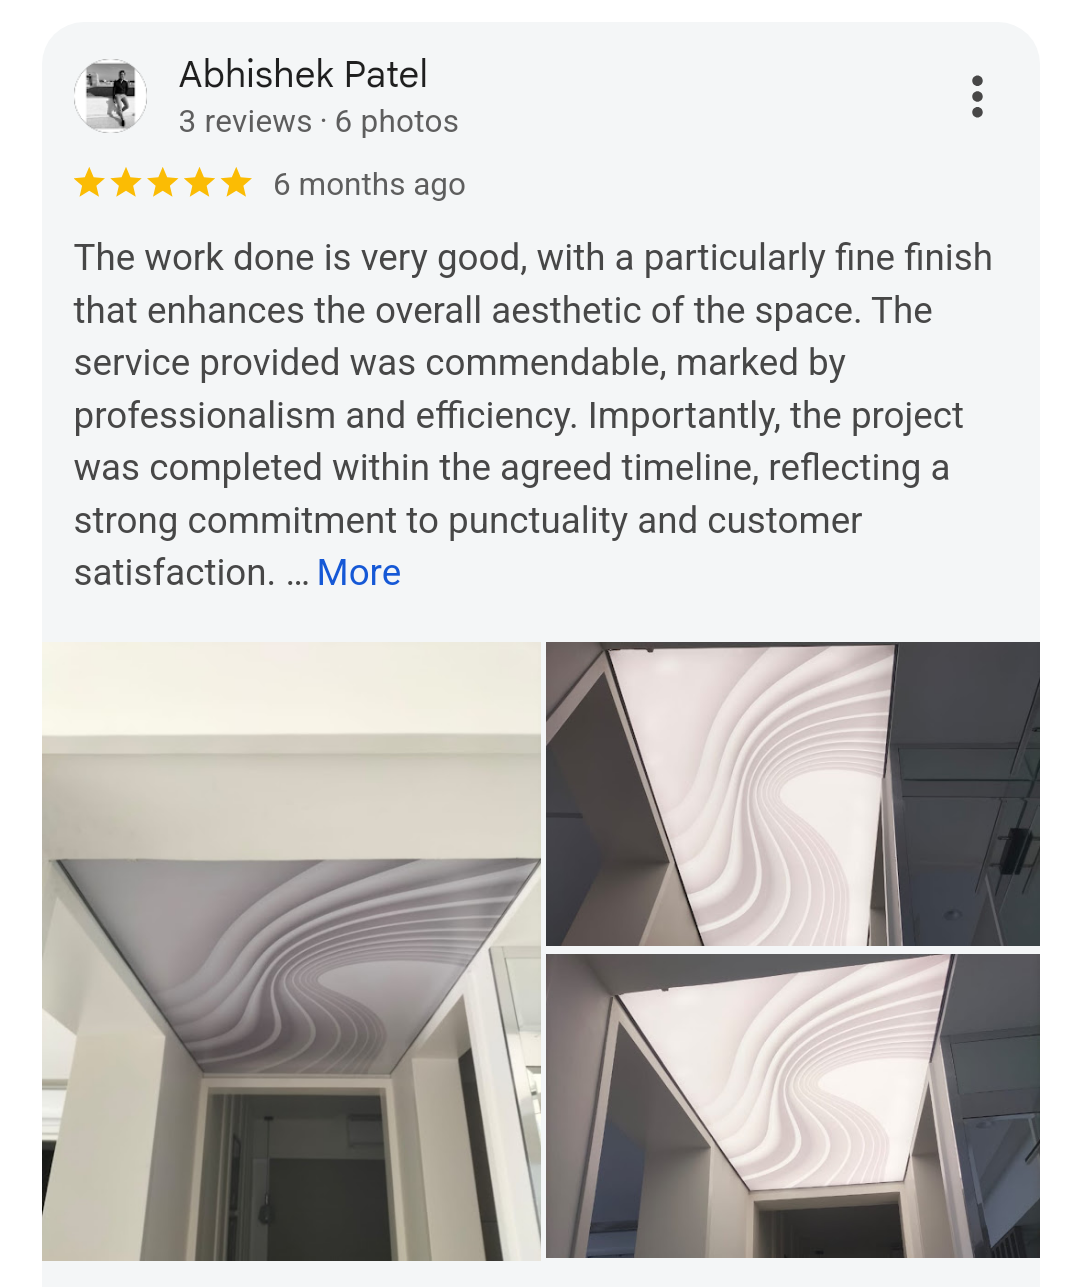 Abhishek Patel
3 reviews · 6 photos
6 months ago
The work done is very good, with a particularly fine finish
that enhances the overall aesthetic of the space. The
service provided was commendable, marked by
professionalism and efficiency. Importantly, the project
was completed within the agreed timeline, reflecting a
strong commitment to punctuality and customer
satisfaction. ... More